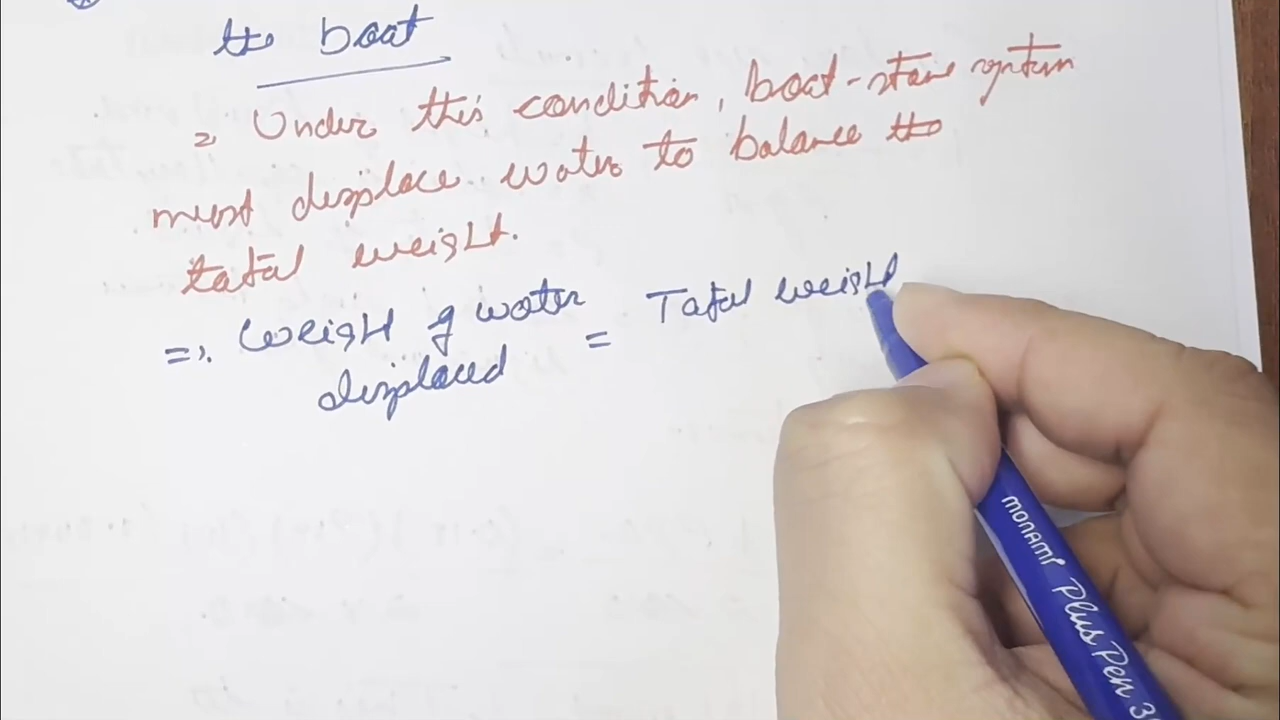 the boat
Under this condition, boat-stone system
must displace water to balance the
total weight.
=> Weight of water = Total weight
displaced
monami Plus Pen 3